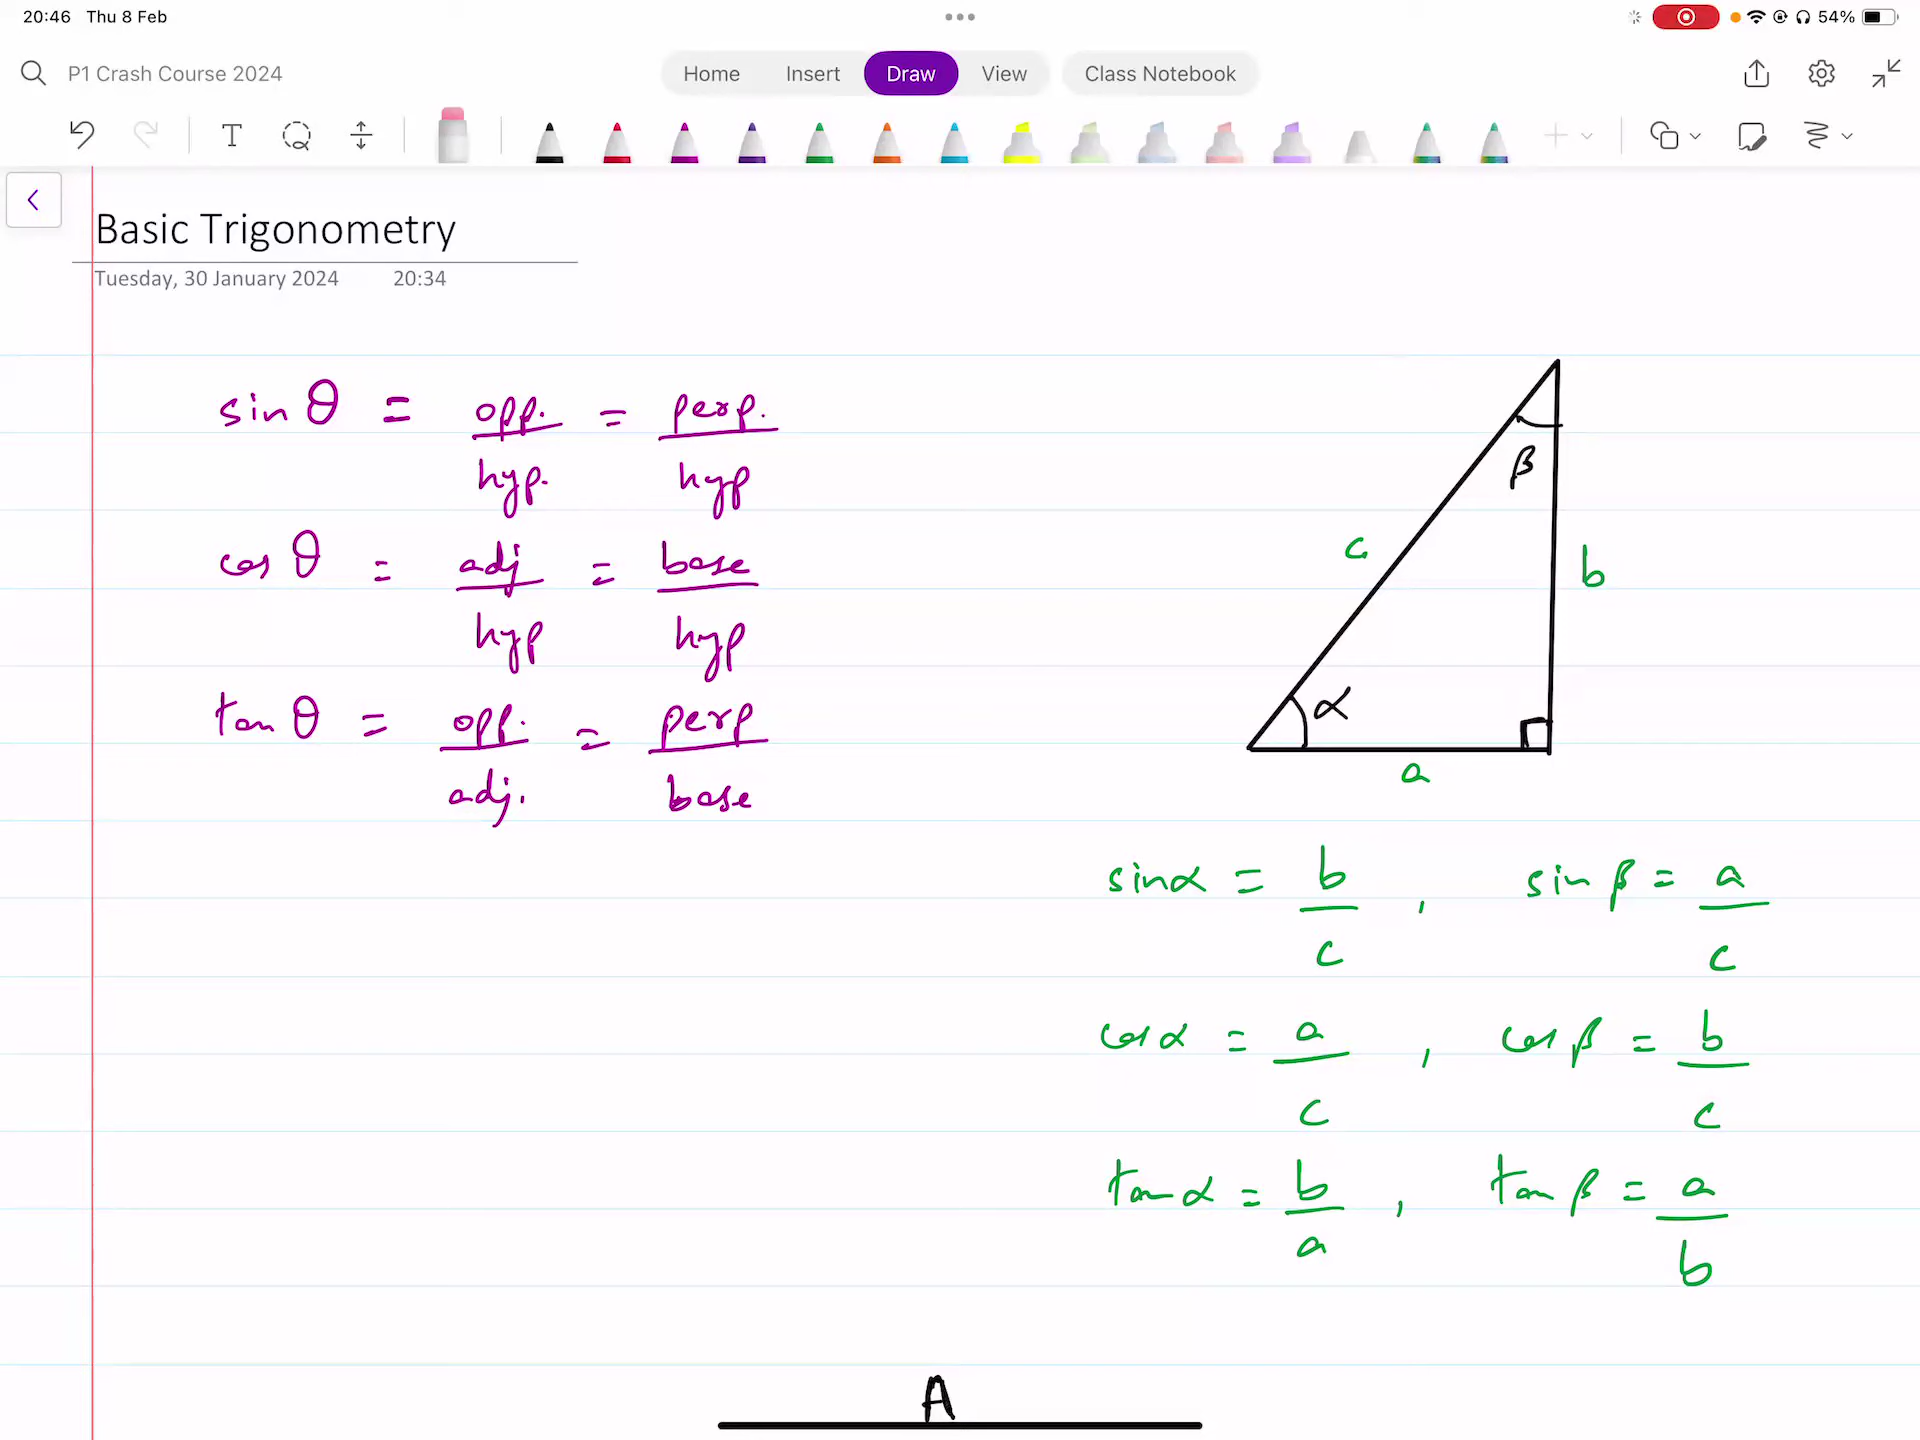 20:46 Thu 8 Feb
54%
P1 Crash Course 2024
Home Insert Draw View Class Notebook
T
Basic Trigonometry
Tuesday, 30 January 2024 20:34
sin θ = opp. / hyp. = perp. / hyp
cos θ = adj / hyp = base / hyp
tan θ = opp. / adj. = perp / base
β
c
b
α
a
sin α = b / c , sin β = a / c
cos α = a / c , cos β = b / c
tan α = b / a , tan β = a / b
A